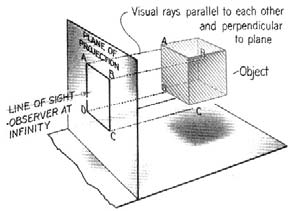 Visual rays parallel to each other
and perpendicular
to plane
PLANE OF
PROJECTION
A
B
A
B
Object
LINE OF SIGHT
-OBSERVER AT
INFINITY
D
C
C